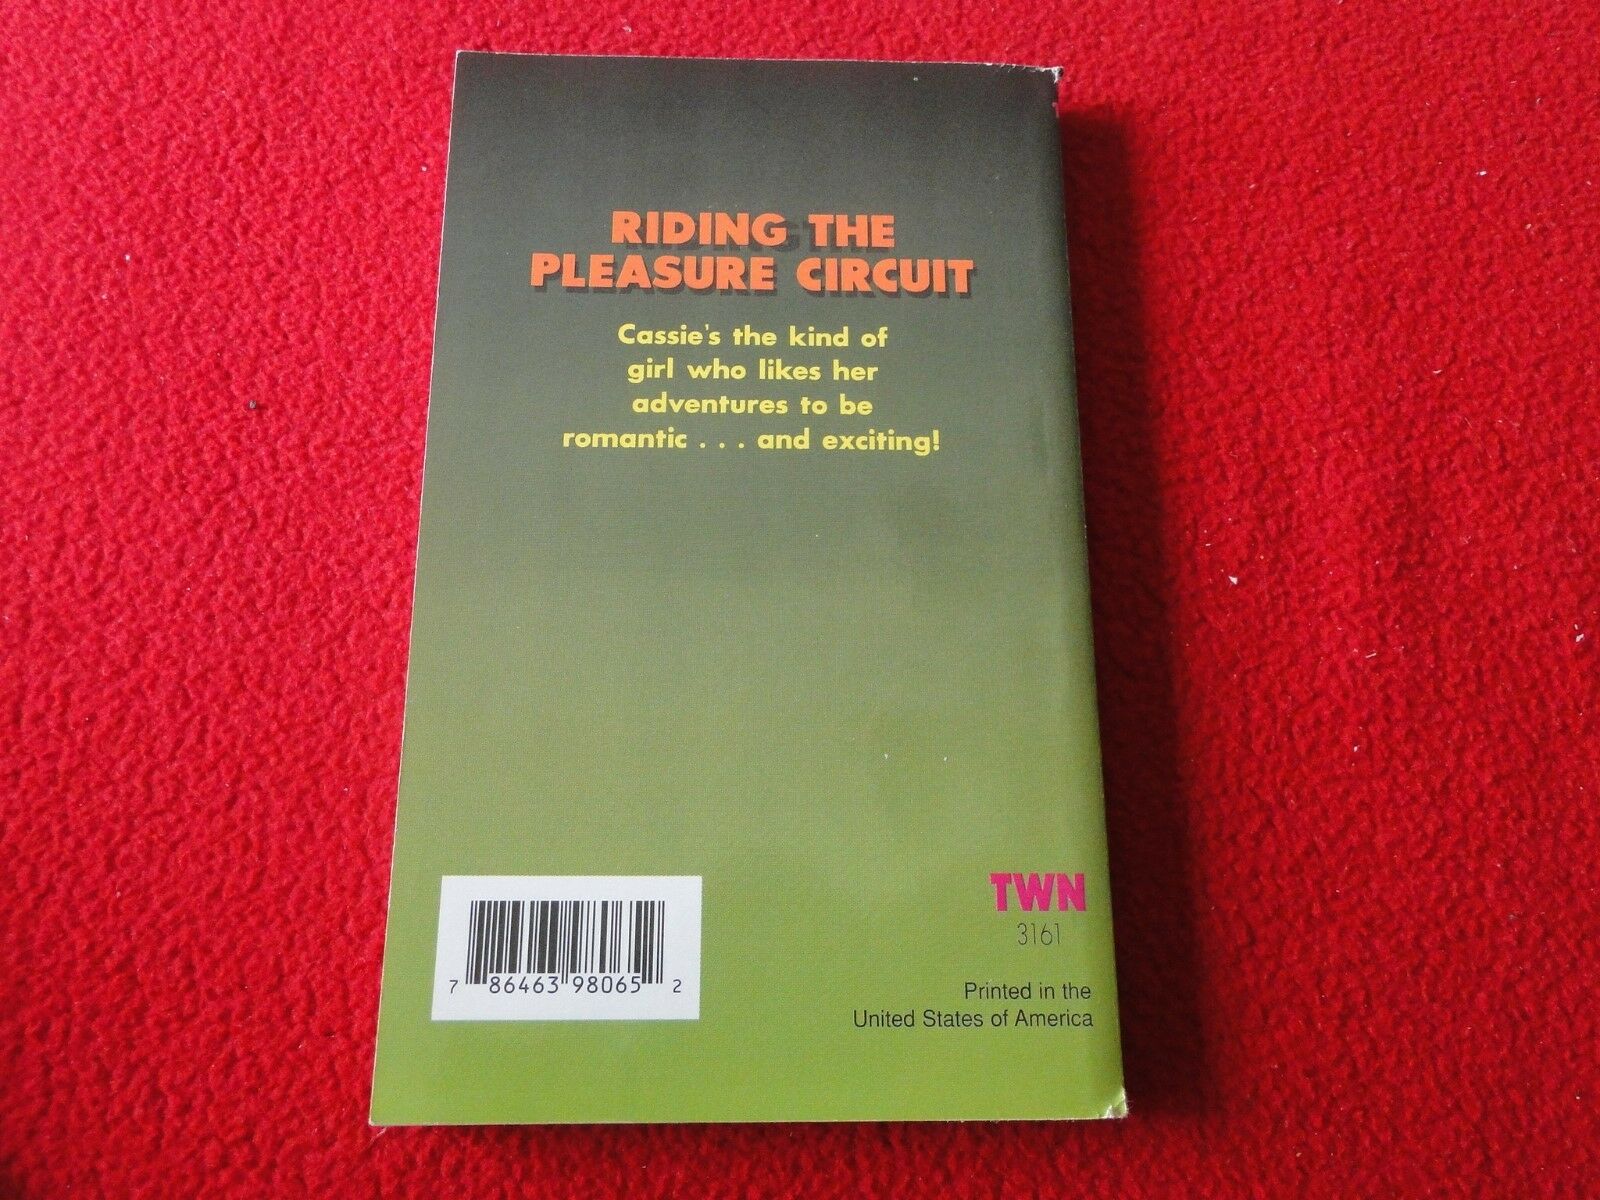 RIDING THE
PLEASURE CIRCUIT
Cassie's the kind of
girl who likes her
adventures to be
romantic . . . and exciting!
7 86463 98065 2
TWN
3161
Printed in the
United States of America